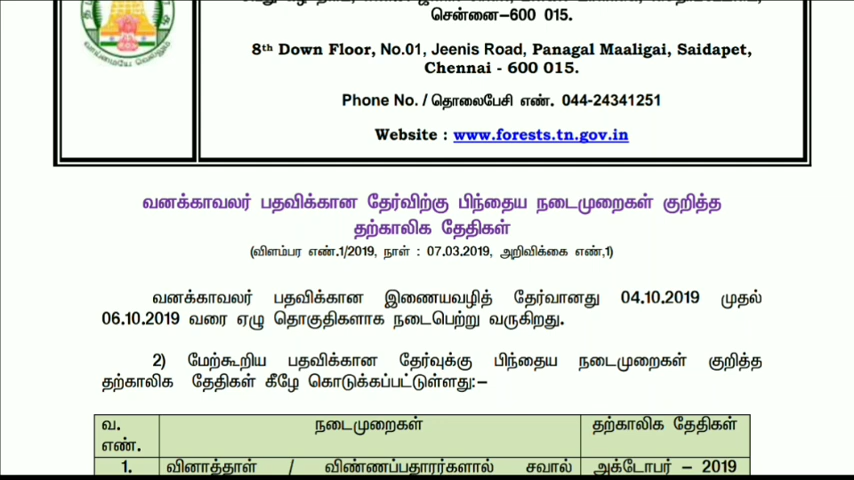 சென்னை–600 015.
8th Down Floor, No.01, Jeenis Road, Panagal Maaligai, Saidapet,
Chennai - 600 015.
Phone No. / தொலைபேசி எண். 044-24341251
Website : www.forests.tn.gov.in
வாய்மையே வெல்லும்
வனக்காவலர் பதவிக்கான தேர்விற்கு பிந்தைய நடைமுறைகள் குறித்த
தற்காலிக தேதிகள்
(விளம்பர எண்.1/2019, நாள் : 07.03.2019, அறிவிக்கை எண்,1)
வனக்காவலர் பதவிக்கான இணையவழித் தேர்வானது 04.10.2019 முதல்
06.10.2019 வரை ஏழு தொகுதிகளாக நடைபெற்று வருகிறது.
2) மேற்கூறிய பதவிக்கான தேர்வுக்கு பிந்தைய நடைமுறைகள் குறித்த
தற்காலிக தேதிகள் கீழே கொடுக்கப்பட்டுள்ளது:–
வ. எண். நடைமுறைகள் தற்காலிக தேதிகள்
1. வினாத்தாள் / விண்ணப்பதாரர்களால் சவால் அக்டோபர் – 2019